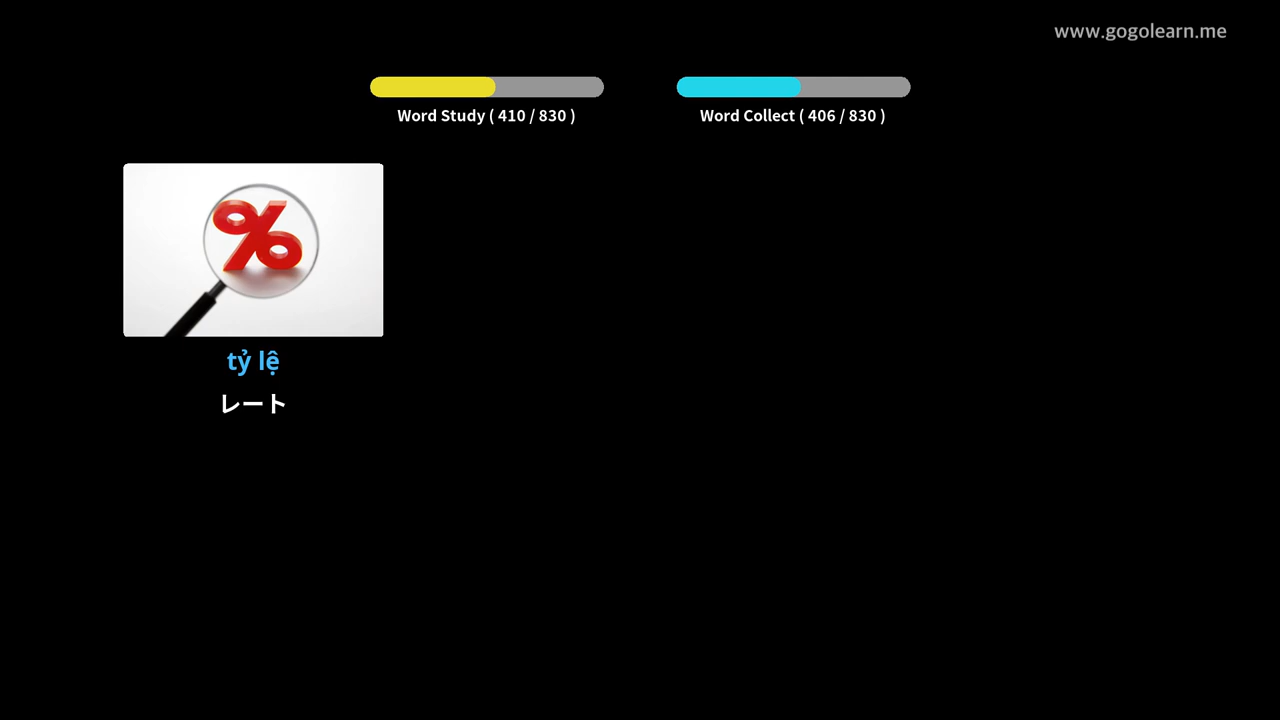 www.gogolearn.me
Word Study ( 410 / 830 )
Word Collect ( 406 / 830 )
%
tỷ lệ
レート